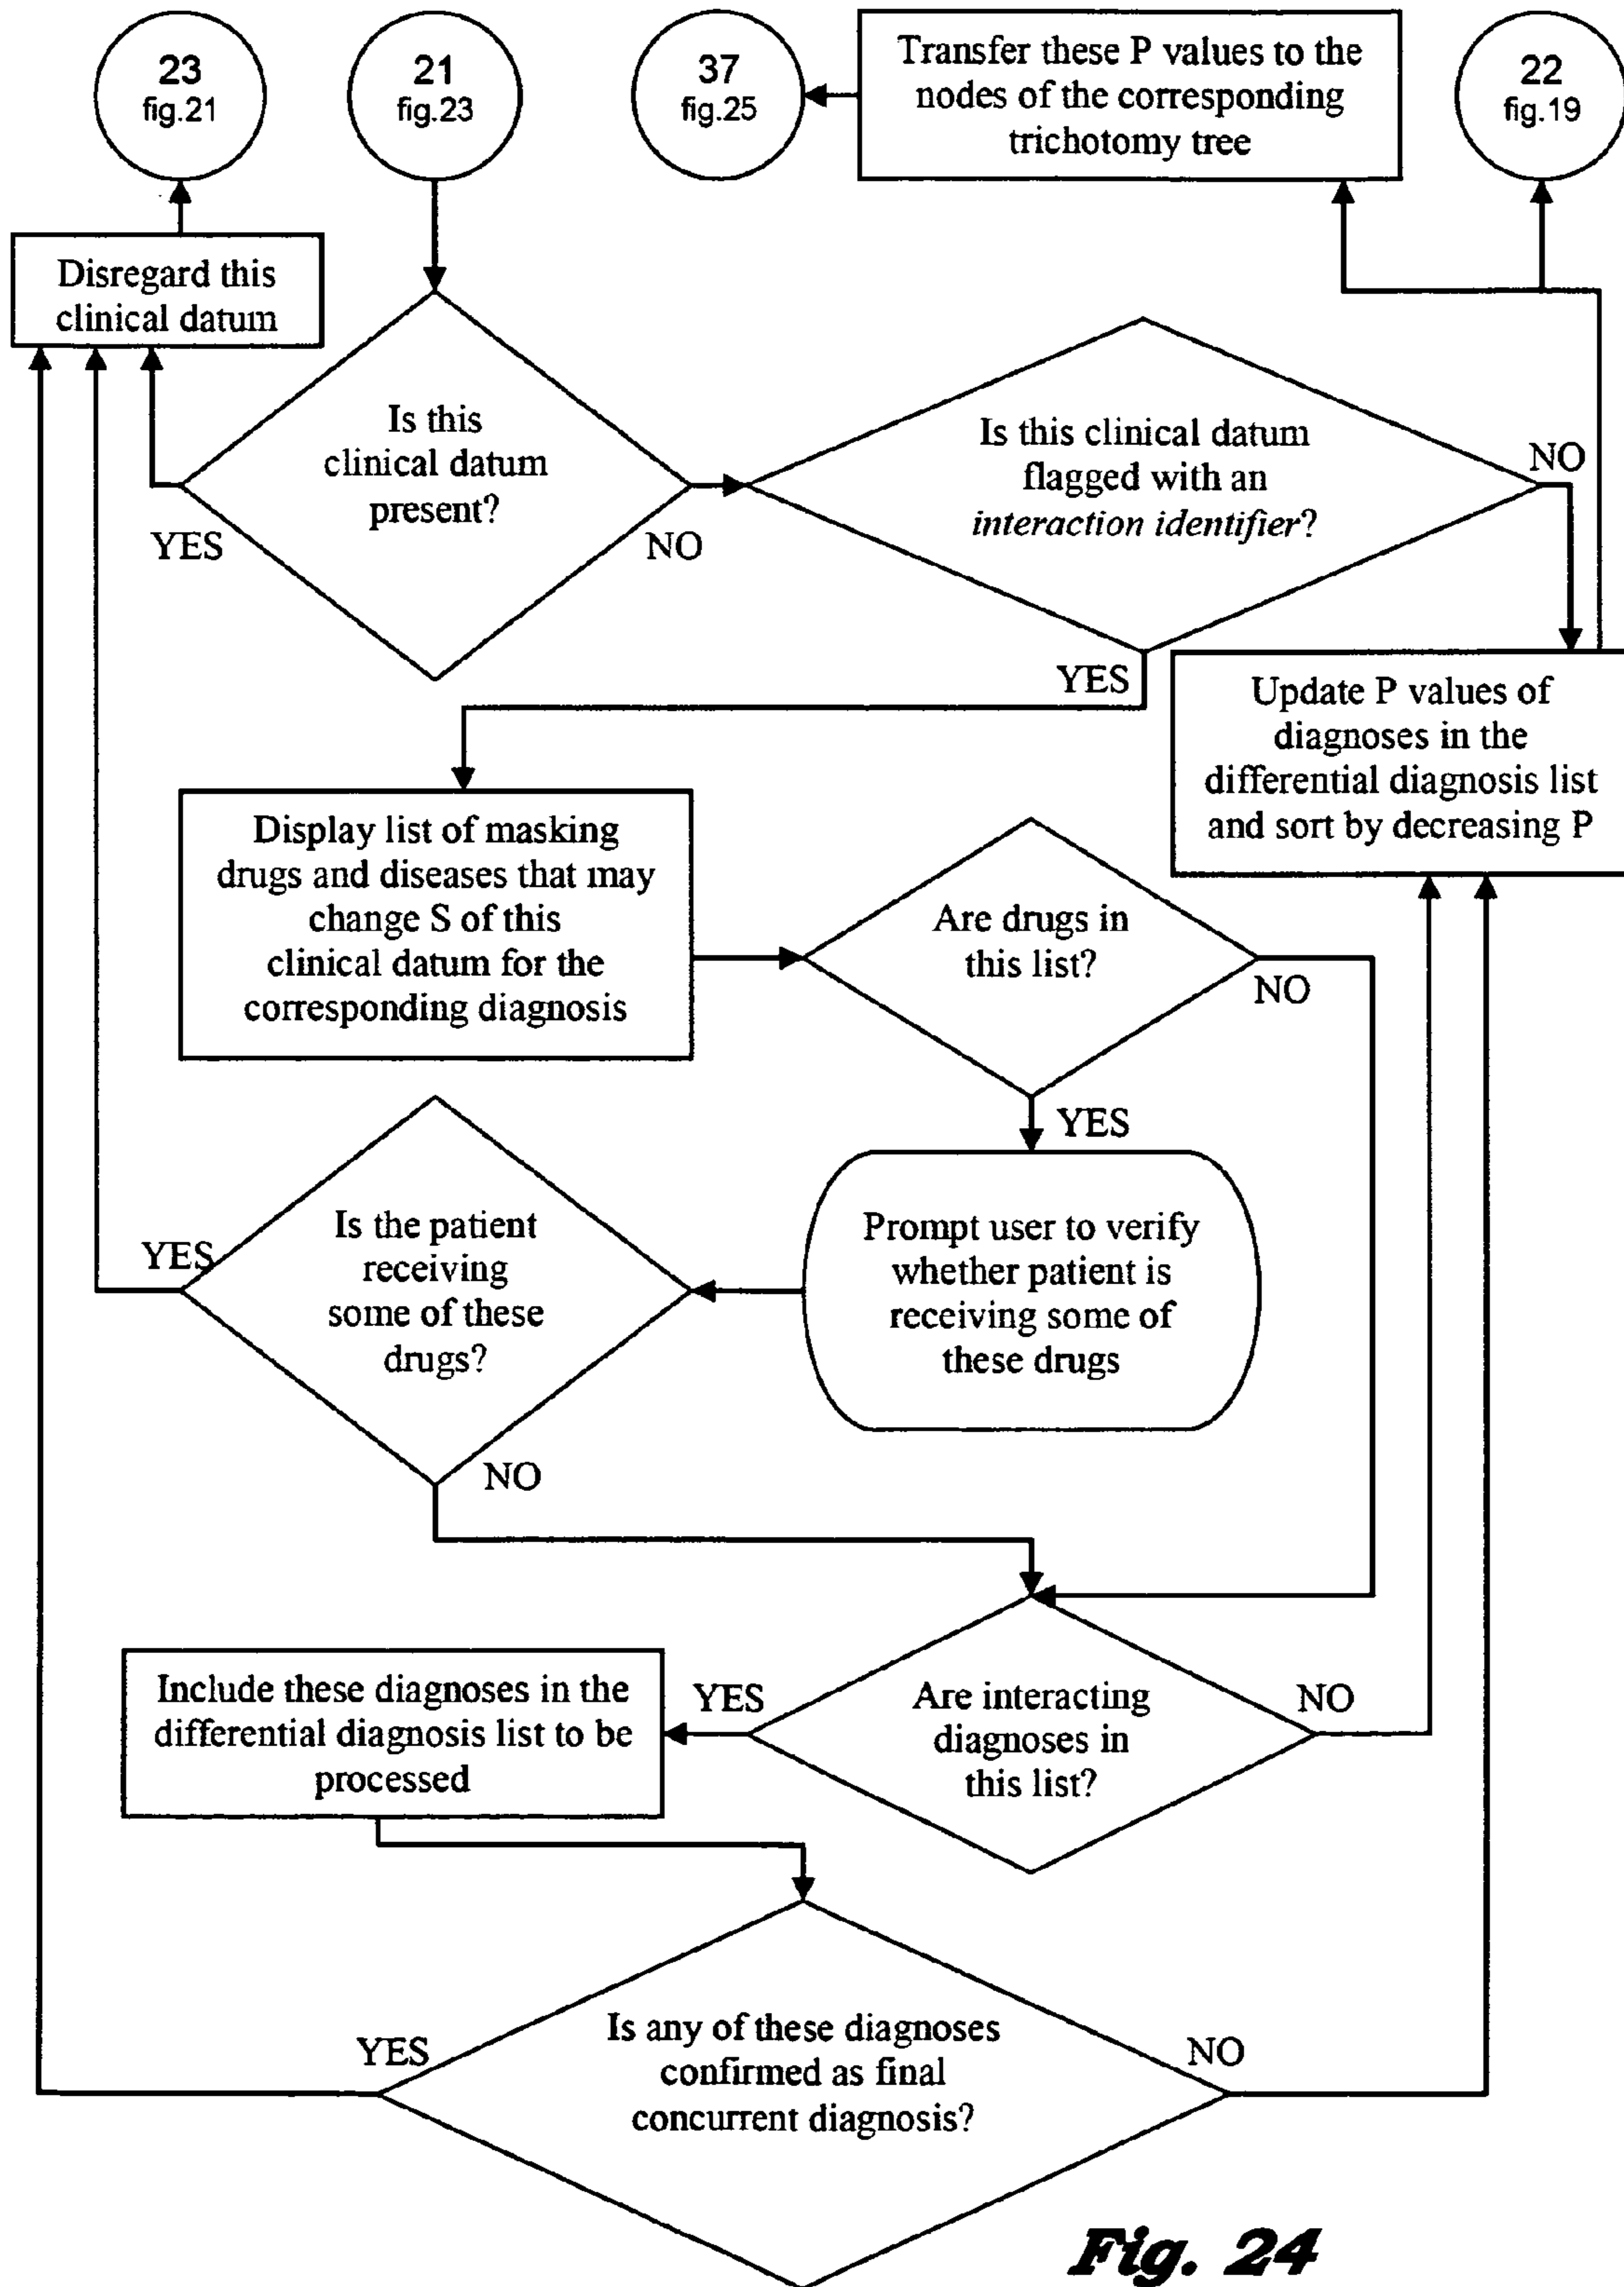 23
fig.21
21
fig.23
37
fig.25
Transfer these P values to the
nodes of the corresponding
trichotomy tree
22
fig.19
Disregard this
clinical datum
Is this
clinical datum
present?
YES
NO
Is this clinical datum
flagged with an
interaction identifier?
NO
YES
Update P values of
diagnoses in the
differential diagnosis list
and sort by decreasing P
Display list of masking
drugs and diseases that may
change S of this
clinical datum for the
corresponding diagnosis
Are drugs in
this list?
NO
YES
Prompt user to verify
whether patient is
receiving some of
these drugs
Is the patient
receiving
some of these
drugs?
YES
NO
Are interacting
diagnoses in
this list?
YES
NO
Include these diagnoses in the
differential diagnosis list to be
processed
Is any of these diagnoses
confirmed as final
concurrent diagnosis?
YES
NO
Fig. 24